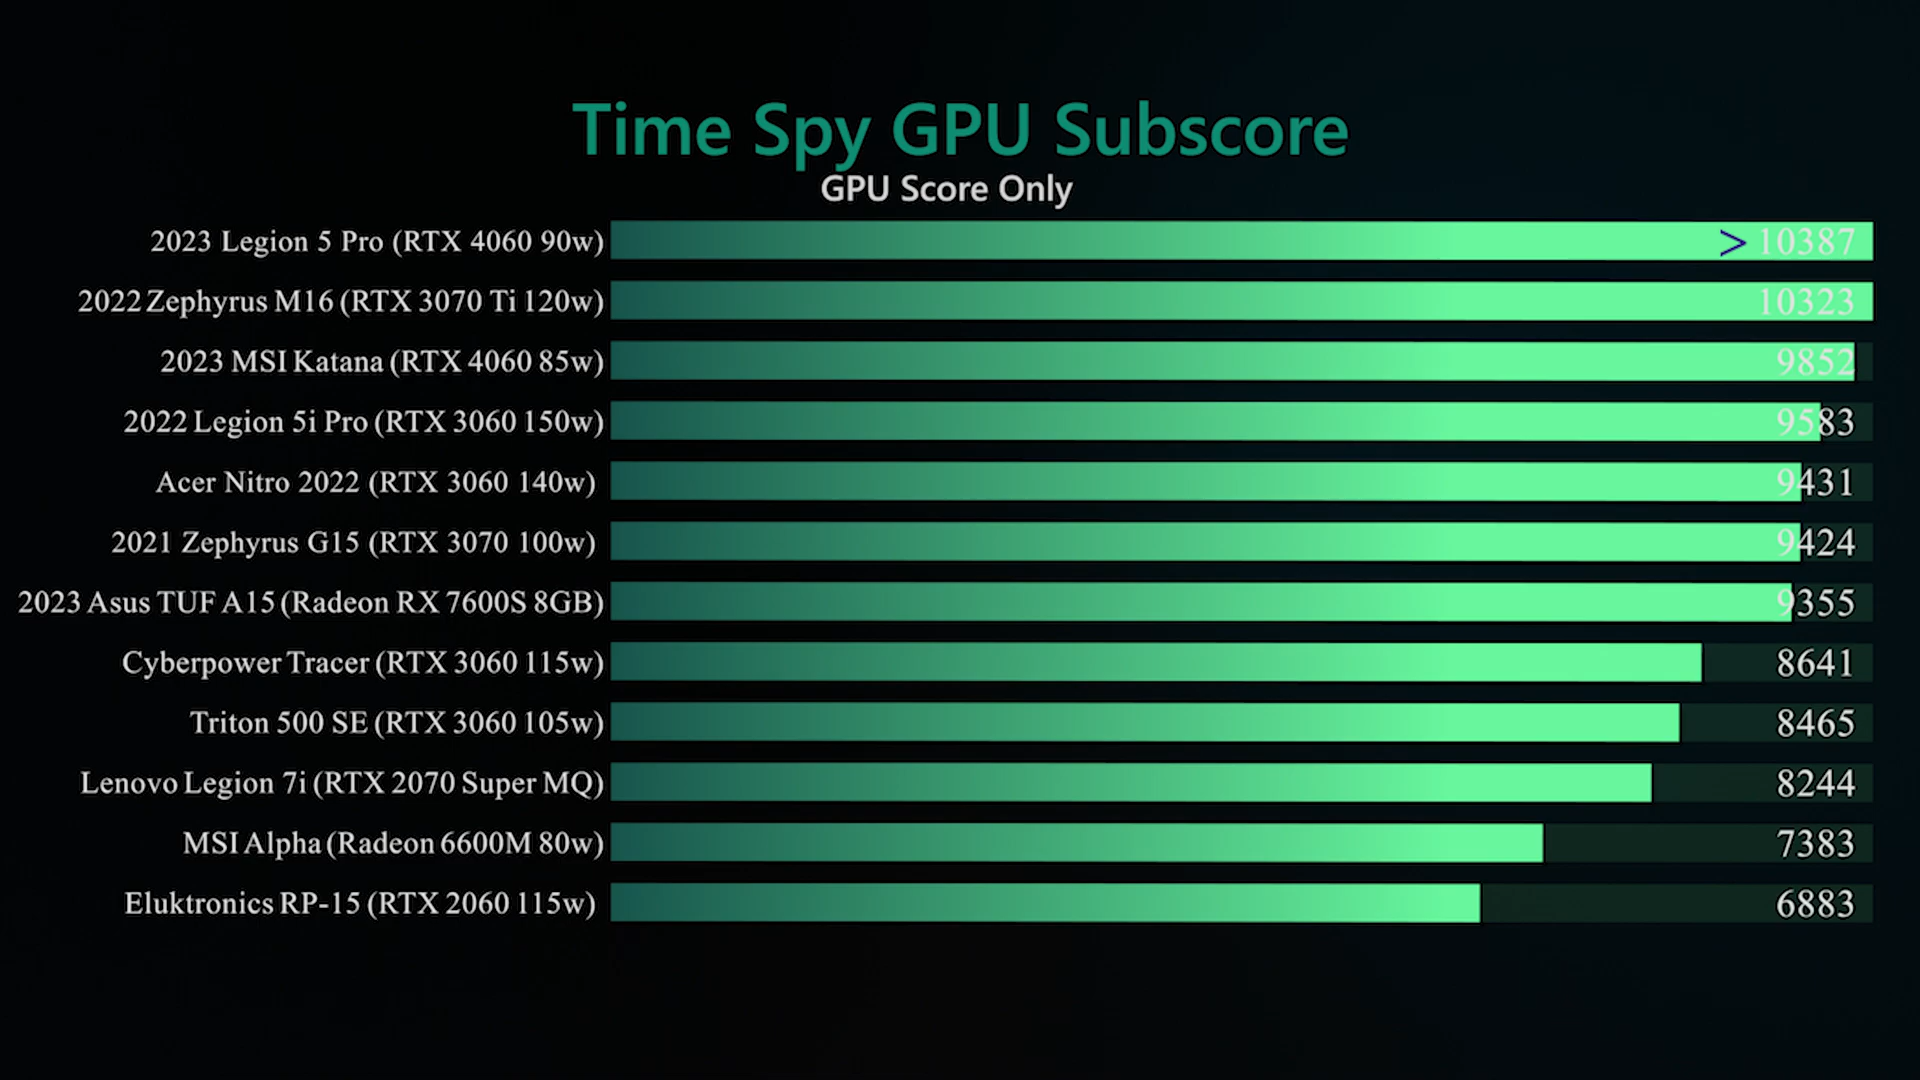 Time Spy GPU Subscore
GPU Score Only
2023 Legion 5 Pro (RTX 4060 90w) > 10387
2022 Zephyrus M16 (RTX 3070 Ti 120w) 10323
2023 MSI Katana (RTX 4060 85w) 9852
2022 Legion 5i Pro (RTX 3060 150w) 9583
Acer Nitro 2022 (RTX 3060 140w) 9431
2021 Zephyrus G15 (RTX 3070 100w) 9424
2023 Asus TUF A15 (Radeon RX 7600S 8GB) 9355
Cyberpower Tracer (RTX 3060 115w) 8641
Triton 500 SE (RTX 3060 105w) 8465
Lenovo Legion 7i (RTX 2070 Super MQ) 8244
MSI Alpha (Radeon 6600M 80w) 7383
Eluktronics RP-15 (RTX 2060 115w) 6883